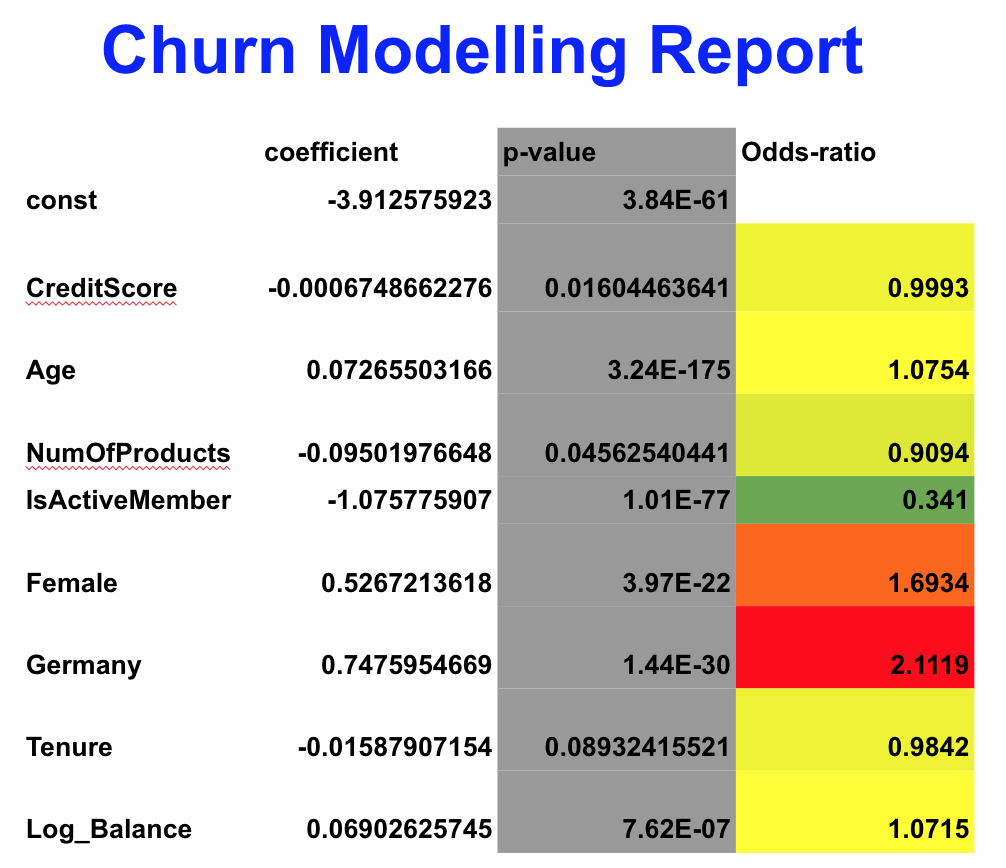 Churn Modelling Report
coefficient p-value Odds-ratio
const -3.912575923 3.84E-61
CreditScore -0.0006748662276 0.01604463641 0.9993
Age 0.07265503166 3.24E-175 1.0754
NumOfProducts -0.09501976648 0.04562540441 0.9094
IsActiveMember -1.075775907 1.01E-77 0.341
Female 0.5267213618 3.97E-22 1.6934
Germany 0.7475954669 1.44E-30 2.1119
Tenure -0.01587907154 0.08932415521 0.9842
Log_Balance 0.06902625745 7.62E-07 1.0715